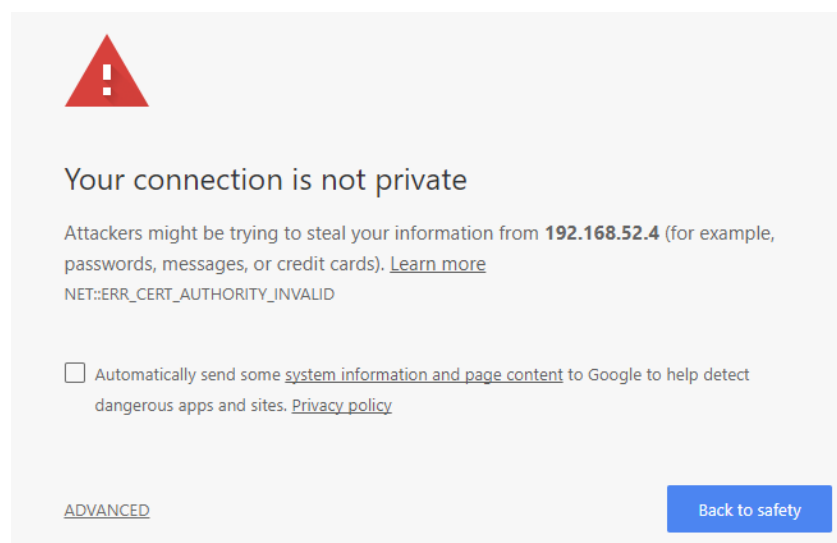 Your connection is not private
Attackers might be trying to steal your information from 192.168.52.4 (for example,
passwords, messages, or credit cards). Learn more
NET::ERR_CERT_AUTHORITY_INVALID
Automatically send some system information and page content to Google to help detect
dangerous apps and sites. Privacy policy
ADVANCED
Back to safety